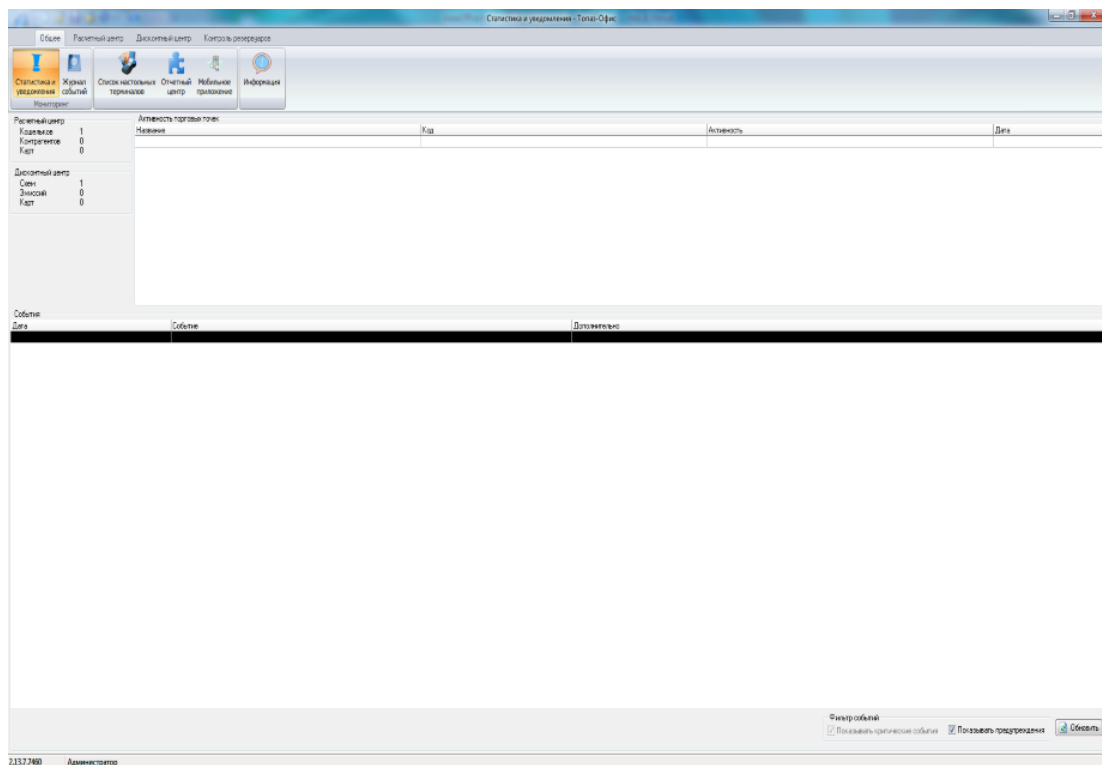 Статистика и уведомления - Топаз-Офис
Общее Расчетный центр Дисконтный центр Контроль резервуаров
Статистика и уведомления Журнал событий Список настольных терминалов Отчетный центр Мобильное приложение Информация
Мониторинг
Расчетный центр
Кошельков 1
Контрагентов 0
Карт 0
Дисконтный центр
Схем 1
Эмиссий 0
Карт 0
Активность торговых точек
Название Код Активность Дата
События
Дата Событие Дополнительно
Фильтр событий
Показывать критические события Показывать предупреждения Обновить
2.13.7.7460 Администратор